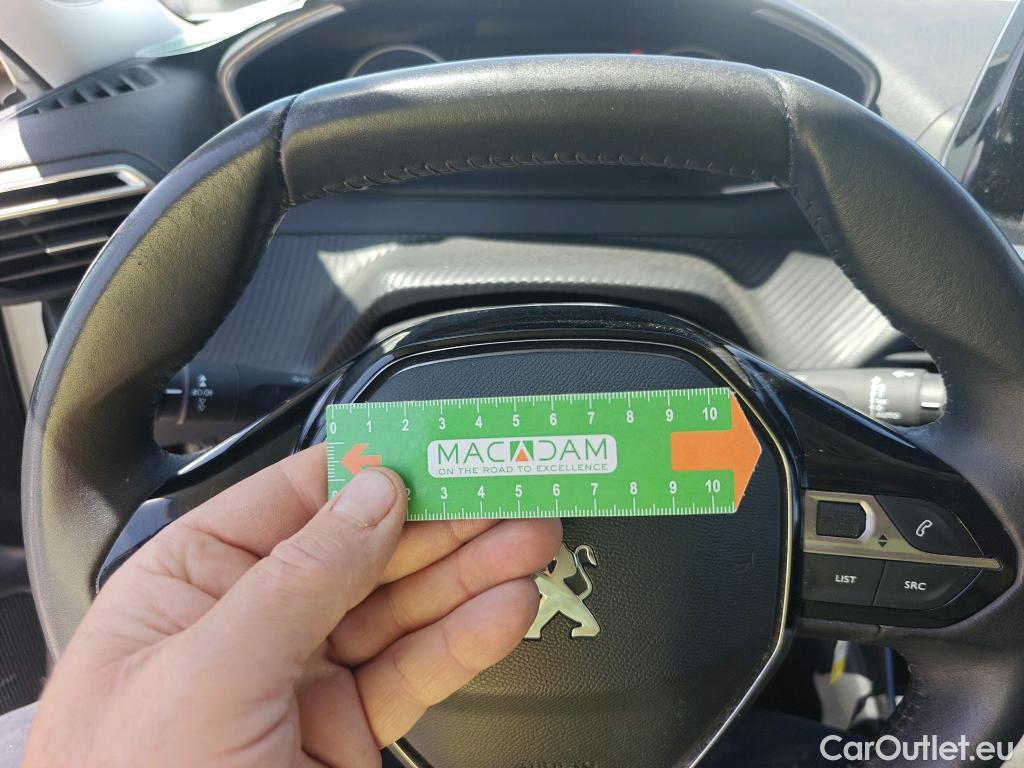 0 1 2 3 4 5 6 7 8 9 10
MACADAM
ON THE ROAD TO EXCELLENCE
2 3 4 5 6 7 8 9 10
LIST SRC
CarOutlet.eu